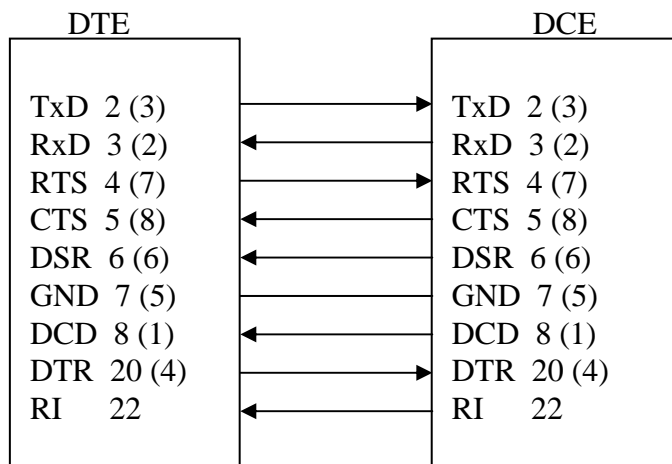 DTE
DCE
TxD 2 (3)
TxD 2 (3)
RxD 3 (2)
RxD 3 (2)
RTS 4 (7)
RTS 4 (7)
CTS 5 (8)
CTS 5 (8)
DSR 6 (6)
DSR 6 (6)
GND 7 (5)
GND 7 (5)
DCD 8 (1)
DCD 8 (1)
DTR 20 (4)
DTR 20 (4)
RI 22
RI 22